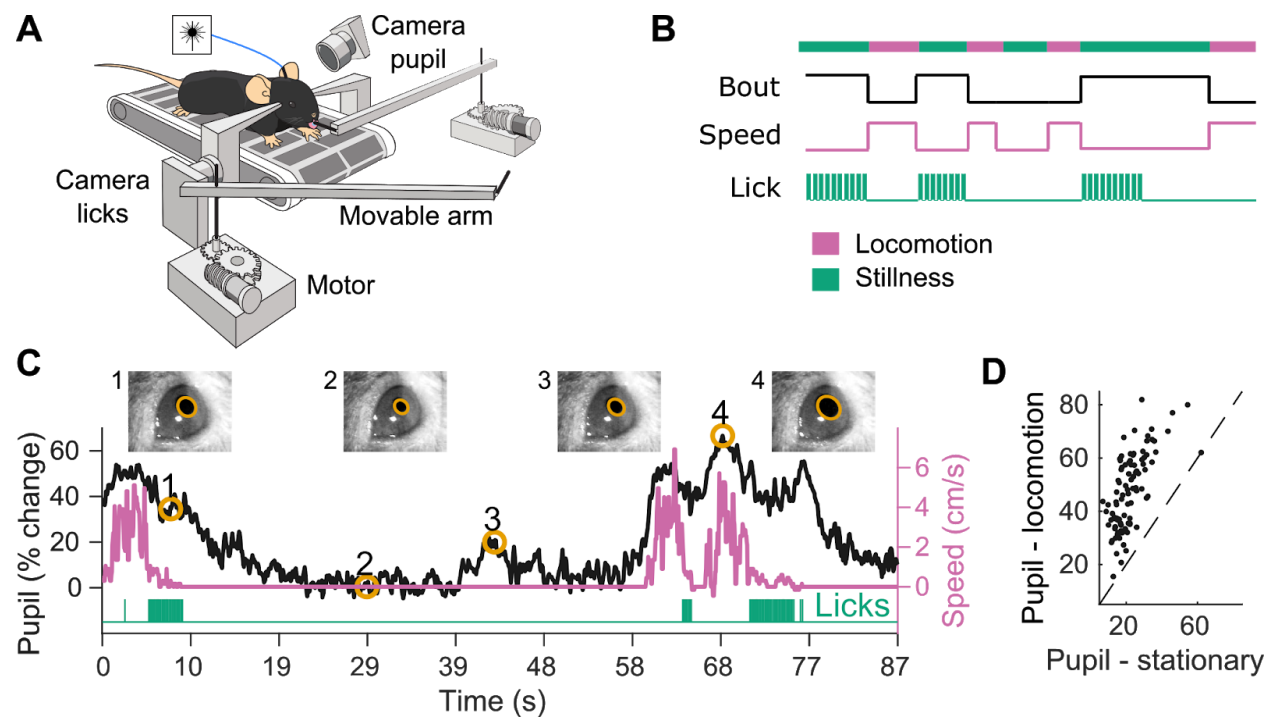 A
Camera
pupil
Camera
licks
Movable arm
Motor
B
Bout
Speed
Lick
Locomotion
Stillness
C
1
2
3
4
Pupil (% change)
60
40
20
0
1
2
3
4
6
4
2
0
Speed (cm/s)
Licks
0 10 19 29 39 48 58 68 77 87
Time (s)
D
Pupil - locomotion
80
60
40
20
20 60
Pupil - stationary